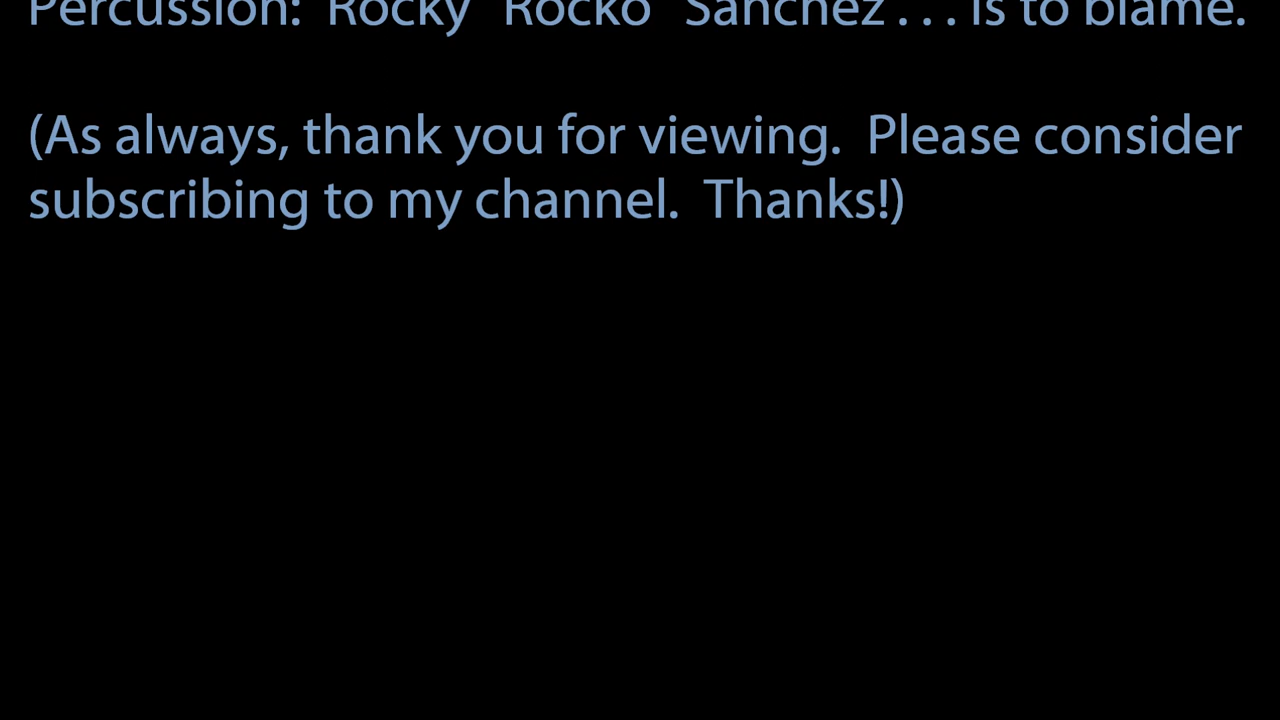 Percussion: Rocky Rocko Sanchez . . . is to blame.
(As always, thank you for viewing. Please consider
subscribing to my channel. Thanks!)